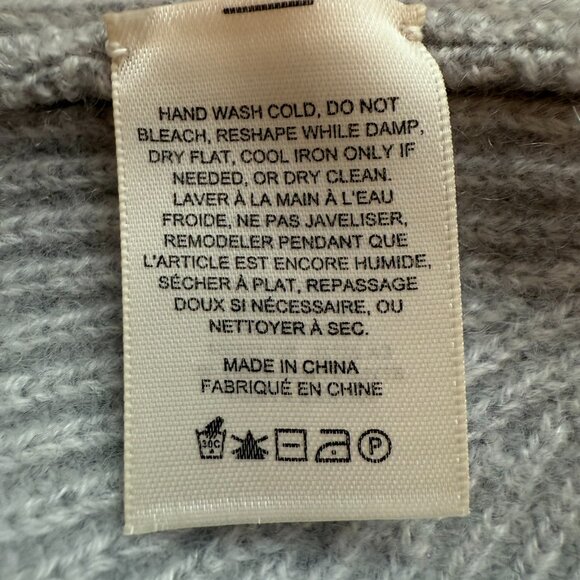 HAND WASH COLD, DO NOT
BLEACH, RESHAPE WHILE DAMP,
DRY FLAT, COOL IRON ONLY IF
NEEDED, OR DRY CLEAN.
LAVER À LA MAIN À L'EAU
FROIDE, NE PAS JAVELISER,
REMODELER PENDANT QUE
L'ARTICLE EST ENCORE HUMIDE,
SÉCHER À PLAT, REPASSAGE
DOUX SI NÉCESSAIRE, OU
NETTOYER À SEC.
MADE IN CHINA
FABRIQUÉ EN CHINE
30C P